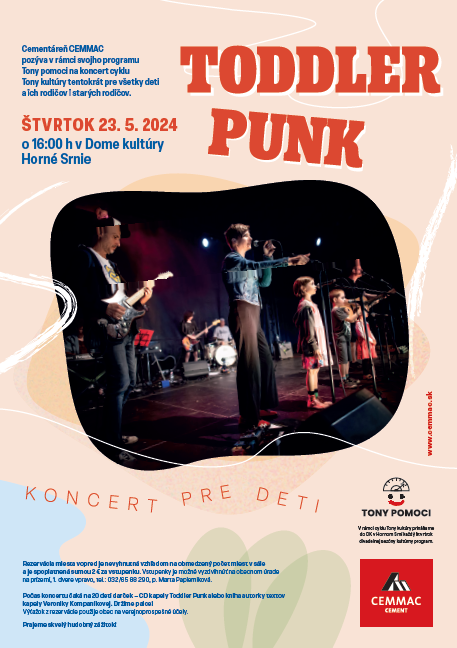 Cementáreň CEMMAC
pozýva v rámci svojho programu
Tony pomoci na koncert cyklu
Tony kultúry tentokrát pre všetky deti
a ich rodičov i starých rodičov.
TODDLER
PUNK
ŠTVRTOK 23. 5. 2024
o 16:00 h v Dome kultúry
Horné Srnie
www.cemmac.sk
KONCERT PRE DETI
TONY POMOCI
V rámci cyklu Tony kultúry prinášame
do DK v Hornom Srní každý štvrťrok
divadelnej sezóny kultúrny program.
Rezervácia miesta vopred je nevyhnutná vzhľadom na obmedzený počet miest v sále
a je spoplatnená sumou 2 € za vstupenku. Vstupenky je možné vyzdvihnúť na obecnom úrade
na prízemí, 1. dvere vpravo, tel.: 032/65 88 290, p. Marta Papierniková.
Počas koncertu čaká na 20 detí darček – CD kapely Toddler Punk alebo kniha autorky textov
kapely Veroniky Kompaníkovej. Držíme palce!
Výťažok z rezervácie použije obec na verejnoprospešné účely.
Prajeme skvelý hudobný zážitok!
CEMMAC
CEMENT